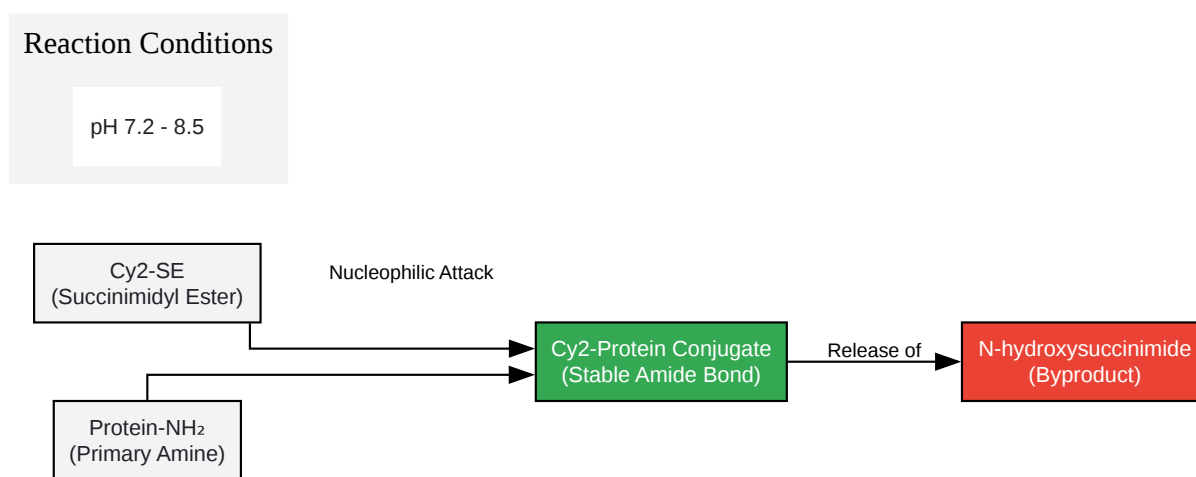 Reaction Conditions
pH 7.2 - 8.5
Cy2-SE
(Succinimidyl Ester)
Nucleophilic Attack
Cy2-Protein Conjugate
(Stable Amide Bond)
Release of
N-hydroxysuccinimide
(Byproduct)
Protein-NH₂
(Primary Amine)